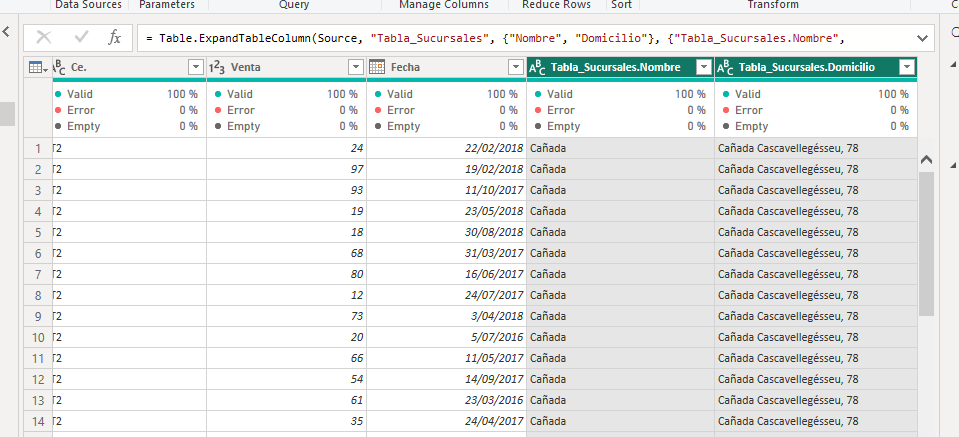 Data Sources Parameters Query Manage Columns Reduce Rows Sort Transform
fx = Table.ExpandTableColumn(Source, "Tabla_Sucursales", {"Nombre", "Domicilio"}, {"Tabla_Sucursales.Nombre",
ABC Ce. 123 Venta Fecha ABC Tabla_Sucursales.Nombre ABC Tabla_Sucursales.Domicilio
Valid 100 % Valid 100 % Valid 100 % Valid 100 % Valid 100 %
Error 0 % Error 0 % Error 0 % Error 0 % Error 0 %
Empty 0 % Empty 0 % Empty 0 % Empty 0 % Empty 0 %
1 T2 24 22/02/2018 Cañada Cañada Cascavellegésseu, 78
2 T2 97 19/02/2018 Cañada Cañada Cascavellegésseu, 78
3 T2 93 11/10/2017 Cañada Cañada Cascavellegésseu, 78
4 T2 19 23/05/2018 Cañada Cañada Cascavellegésseu, 78
5 T2 18 30/08/2018 Cañada Cañada Cascavellegésseu, 78
6 T2 68 31/03/2017 Cañada Cañada Cascavellegésseu, 78
7 T2 80 16/06/2017 Cañada Cañada Cascavellegésseu, 78
8 T2 12 24/07/2017 Cañada Cañada Cascavellegésseu, 78
9 T2 73 3/04/2018 Cañada Cañada Cascavellegésseu, 78
10 T2 20 5/07/2016 Cañada Cañada Cascavellegésseu, 78
11 T2 66 11/05/2017 Cañada Cañada Cascavellegésseu, 78
12 T2 54 14/09/2017 Cañada Cañada Cascavellegésseu, 78
13 T2 61 23/03/2016 Cañada Cañada Cascavellegésseu, 78
14 T2 35 24/04/2017 Cañada Cañada Cascavellegésseu, 78